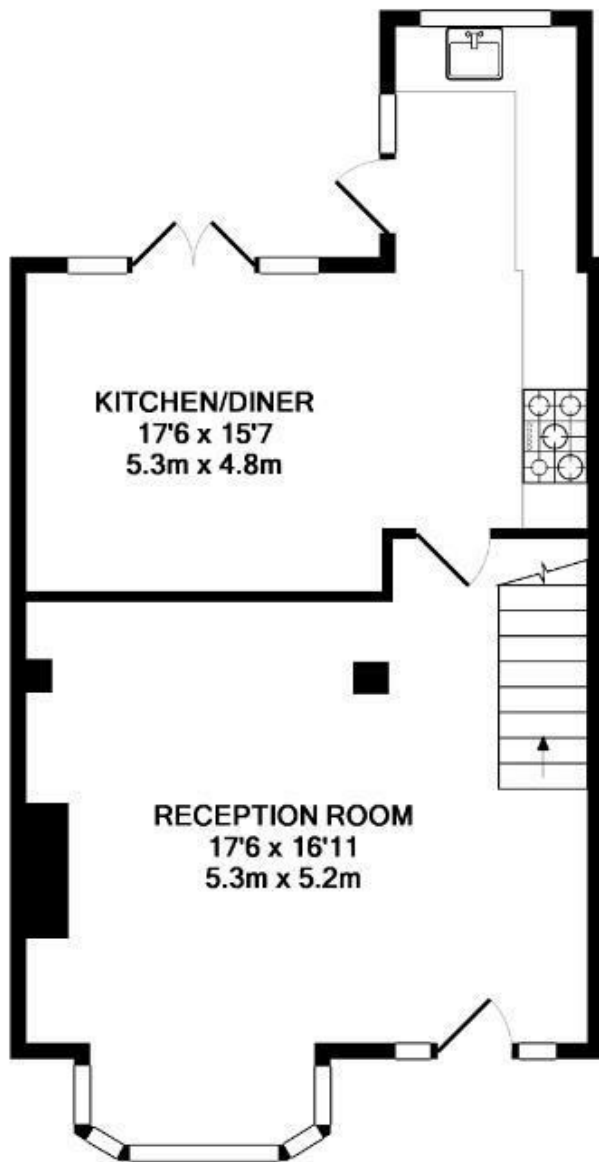 KITCHEN/DINER
17'6 x 15'7
5.3m x 4.8m
RECEPTION ROOM
17'6 x 16'11
5.3m x 5.2m